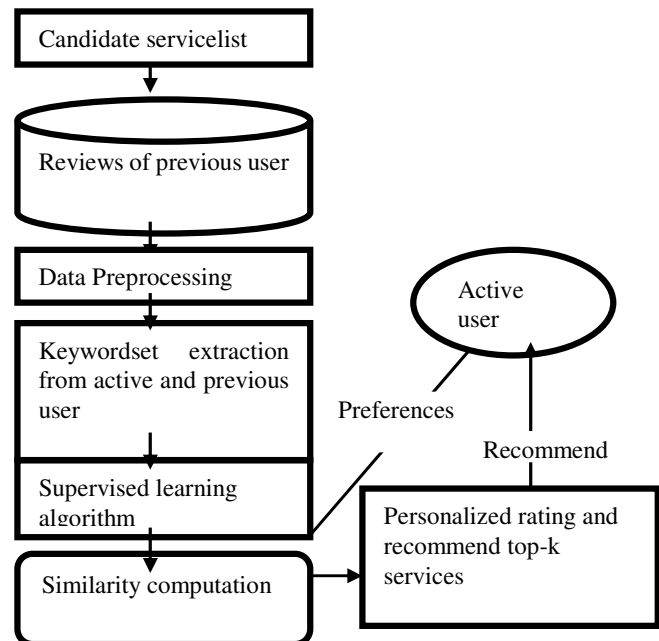 Candidate servicelist
Reviews of previous user
Data Preprocessing
Active
user
Keywordset extraction
from active and previous
user
Preferences
Recommend
Supervised learning
algorithm
Personalized rating and
recommend top-k
services
Similarity computation